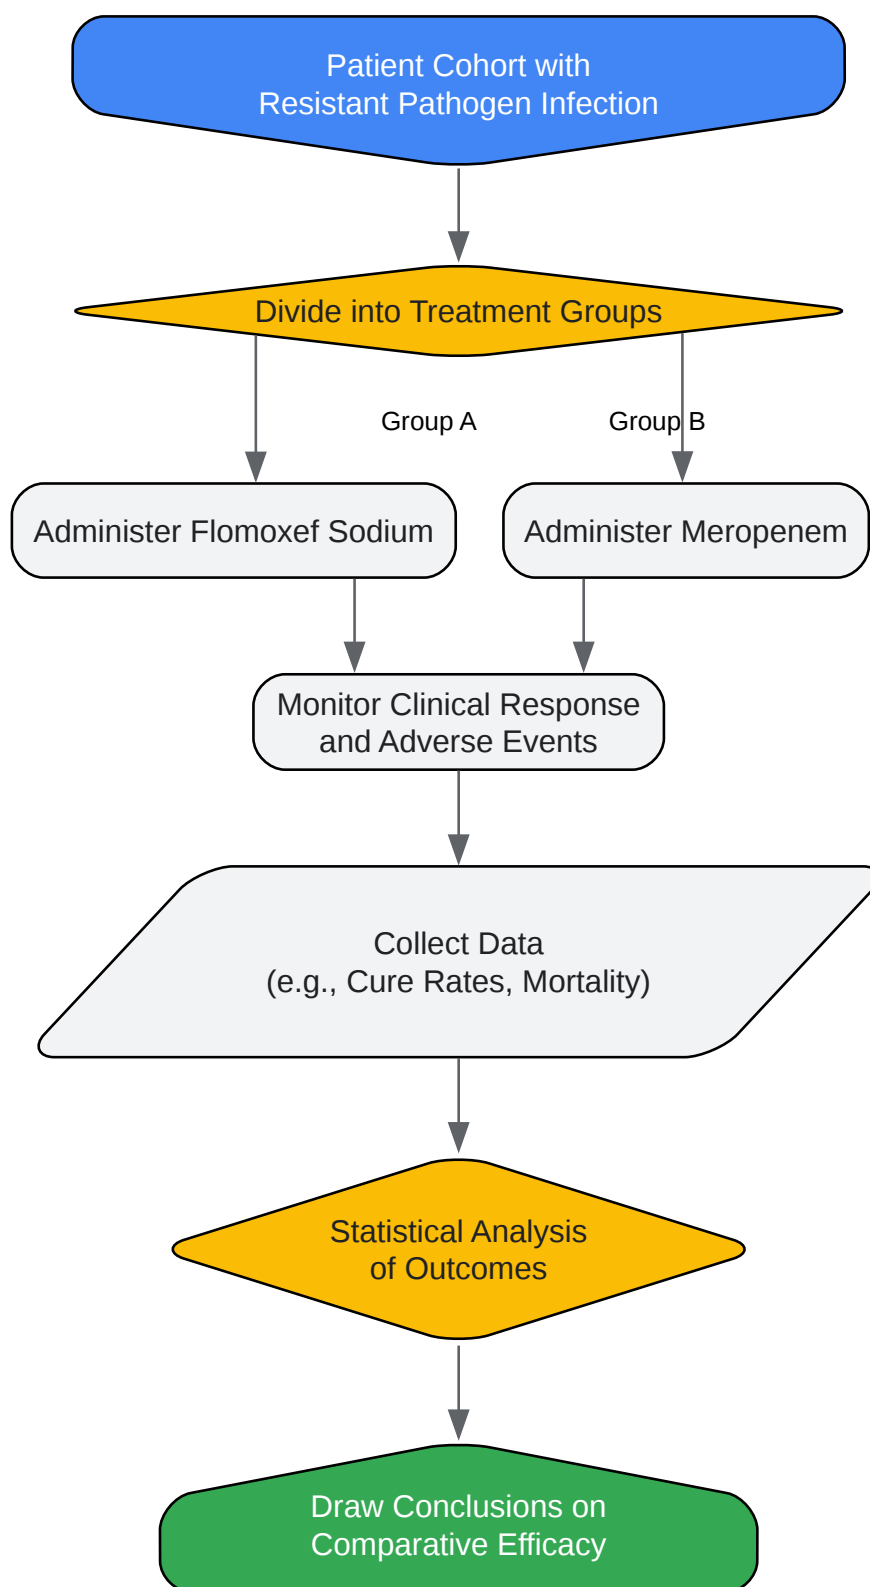 Patient Cohort with
Resistant Pathogen Infection
Divide into Treatment Groups
Group A
Group B
Administer Flomoxef Sodium
Administer Meropenem
Monitor Clinical Response
and Adverse Events
Collect Data
(e.g., Cure Rates, Mortality)
Statistical Analysis
of Outcomes
Draw Conclusions on
Comparative Efficacy